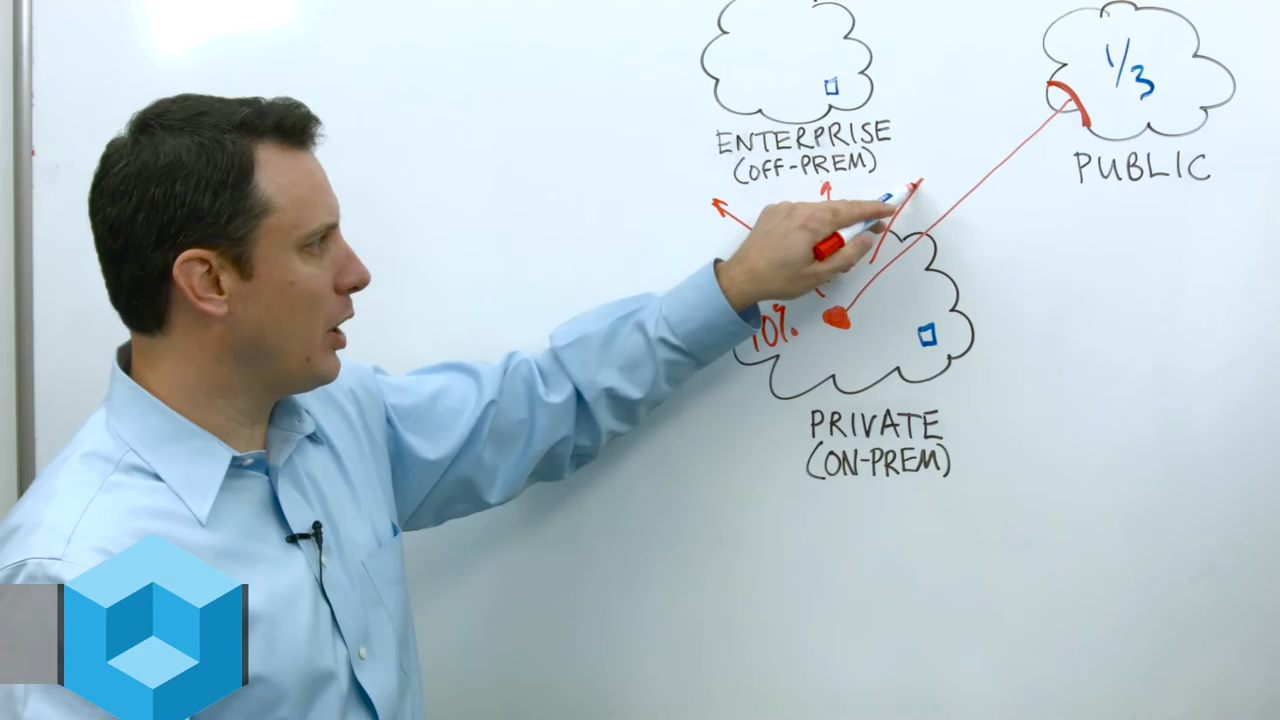 1/3
ENTERPRISE
(OFF-PREM)
PUBLIC
10%
PRIVATE
(ON-PREM)